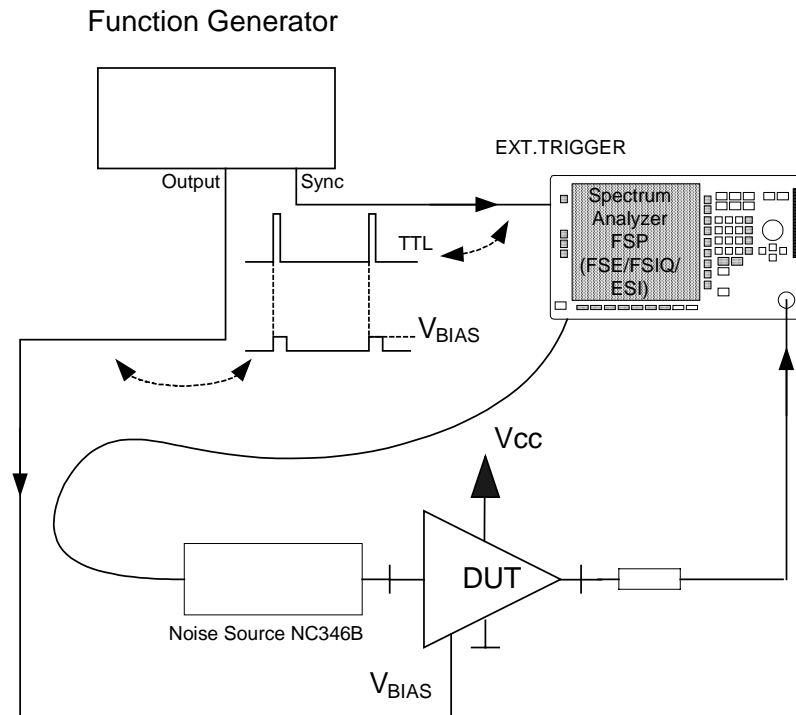 Function Generator
Output
Sync
EXT.TRIGGER
Spectrum
Analyzer
FSP
(FSE/FSIQ/
ESI)
TTL
VBIAS
Vcc
DUT
Noise Source NC346B
VBIAS